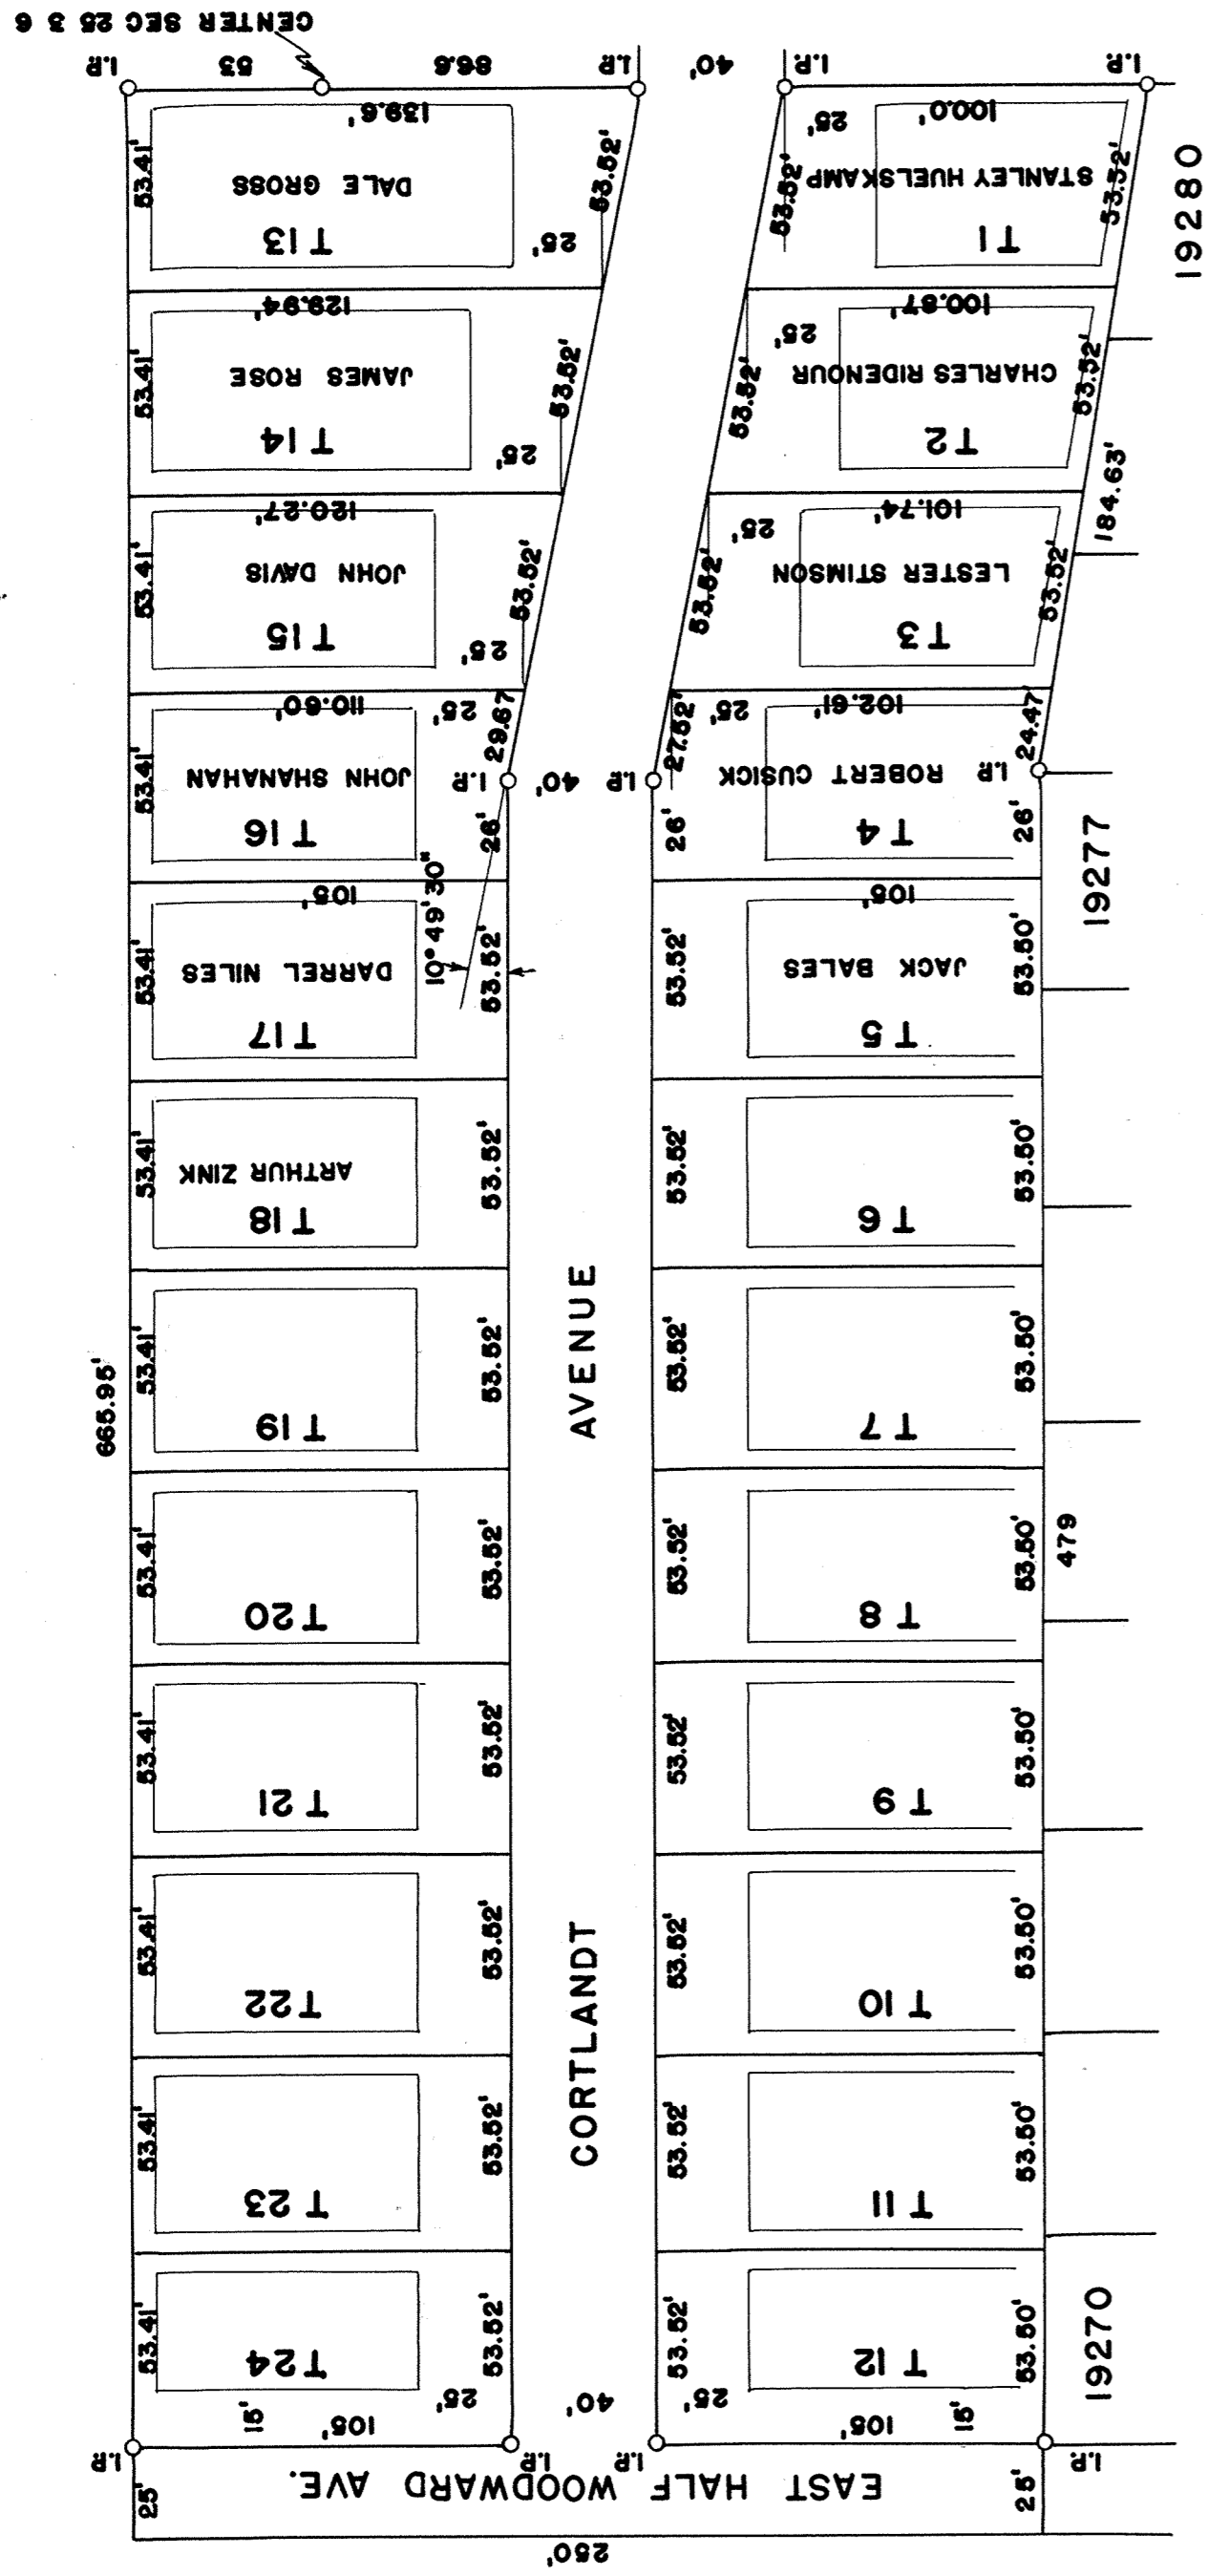 CENTER SEC 25 3 6
I.P.
53
86.6
I.P.
40'
I.P.
I.P.
139.6'
25'
100.0'
53.41'
DALE GROSS
T 13
25'
53.52'
53.52'
STANLEY HUELSKAMP
T 1
53.52'
19280
129.94'
25'
100.87'
53.41'
JAMES ROSE
T 14
25'
53.52'
53.52'
CHARLES RIDENOUR
T 2
53.52'
184.63'
120.27'
25'
101.74'
53.41'
JOHN DAVIS
T 15
25'
53.52'
53.52'
LESTER STIMSON
T 3
53.52'
110.60'
25'
29.67
27.52'
25'
102.61'
24.47
53.41'
JOHN SHANAHAN
T 16
I.P.
40'
I.P.
ROBERT CUSICK
I.P.
T 4
26'
26'
26'
19277
105'
10° 49' 30"
105'
53.41'
DARREL NILES
T 17
53.52'
53.52'
JACK BALES
T 5
53.50'
53.41'
ARTHUR ZINK
T 18
53.52'
53.52'
T 6
53.50'
665.95'
53.41'
T 19
53.52'
AVENUE
53.52'
T 7
53.50'
53.41'
T 20
53.52'
53.52'
T 8
53.50'
479
53.41'
T 21
53.52'
53.52'
T 9
53.50'
53.41'
T 22
53.52'
CORTLANDT
53.52'
T 10
53.50'
53.41'
T 23
53.52'
53.52'
T 11
53.50'
53.41'
T 24
53.52'
53.52'
T 12
53.50'
19270
15'
105'
25'
40'
25'
105'
15'
I.P.
I.P.
I.P.
I.P.
25'
EAST HALF WOODWARD AVE.
25'
250'